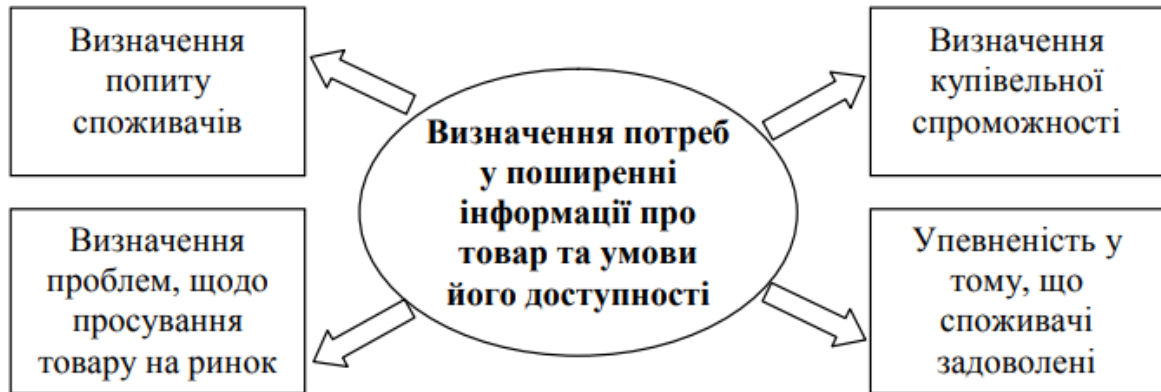 Визначення
попиту
споживачів
Визначення
купівельної
спроможності
Визначення потреб
у поширенні
інформації про
товар та умови
його доступності
Визначення
проблем, щодо
просування
товару на ринок
Упевненість у
тому, що
споживачі
задоволені